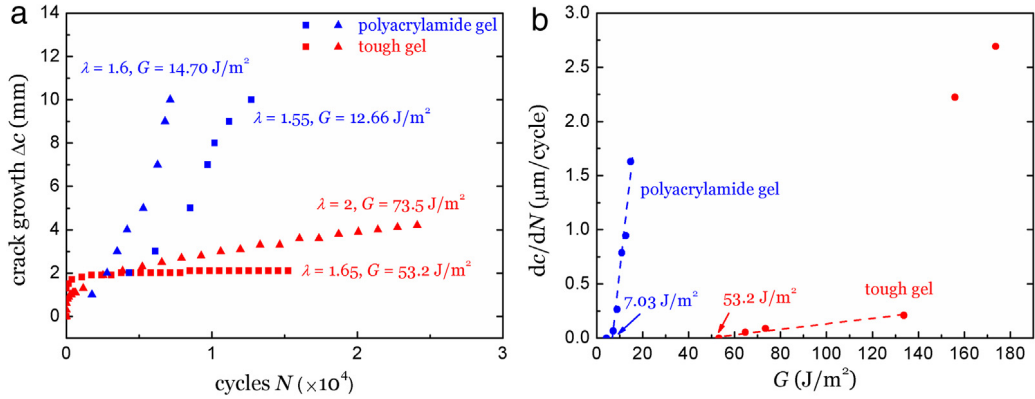 a
14
12
10
8
6
4
2
0
crack growth Δc (mm)
polyacrylamide gel
tough gel
λ = 1.6, G = 14.70 J/m²
λ = 1.55, G = 12.66 J/m²
λ = 2, G = 73.5 J/m²
λ = 1.65, G = 53.2 J/m²
0 1 2 3
cycles N (×10⁴)
b
3.0
2.5
2.0
1.5
1.0
0.5
0.0
dc/dN (μm/cycle)
polyacrylamide gel
7.03 J/m²
53.2 J/m²
tough gel
0 20 40 60 80 100 120 140 160 180
G (J/m²)